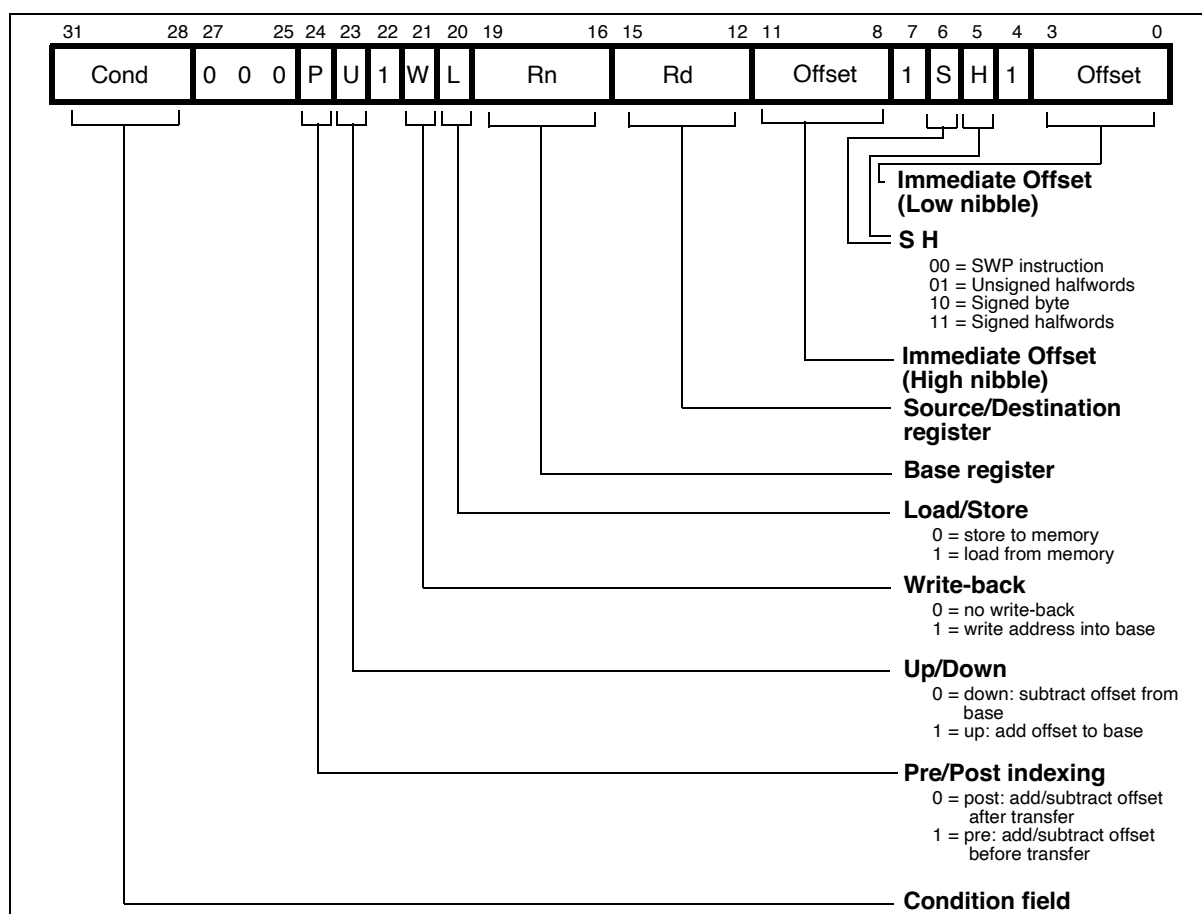 31 28 27 25 24 23 22 21 20 19 16 15 12 11 8 7 6 5 4 3 0
Cond 0 0 0 P U 1 W L Rn Rd Offset 1 S H 1 Offset
Immediate Offset
(Low nibble)
S H
00 = SWP instruction
01 = Unsigned halfwords
10 = Signed byte
11 = Signed halfwords
Immediate Offset
(High nibble)
Source/Destination
register
Base register
Load/Store
0 = store to memory
1 = load from memory
Write-back
0 = no write-back
1 = write address into base
Up/Down
0 = down: subtract offset from
base
1 = up: add offset to base
Pre/Post indexing
0 = post: add/subtract offset
after transfer
1 = pre: add/subtract offset
before transfer
Condition field